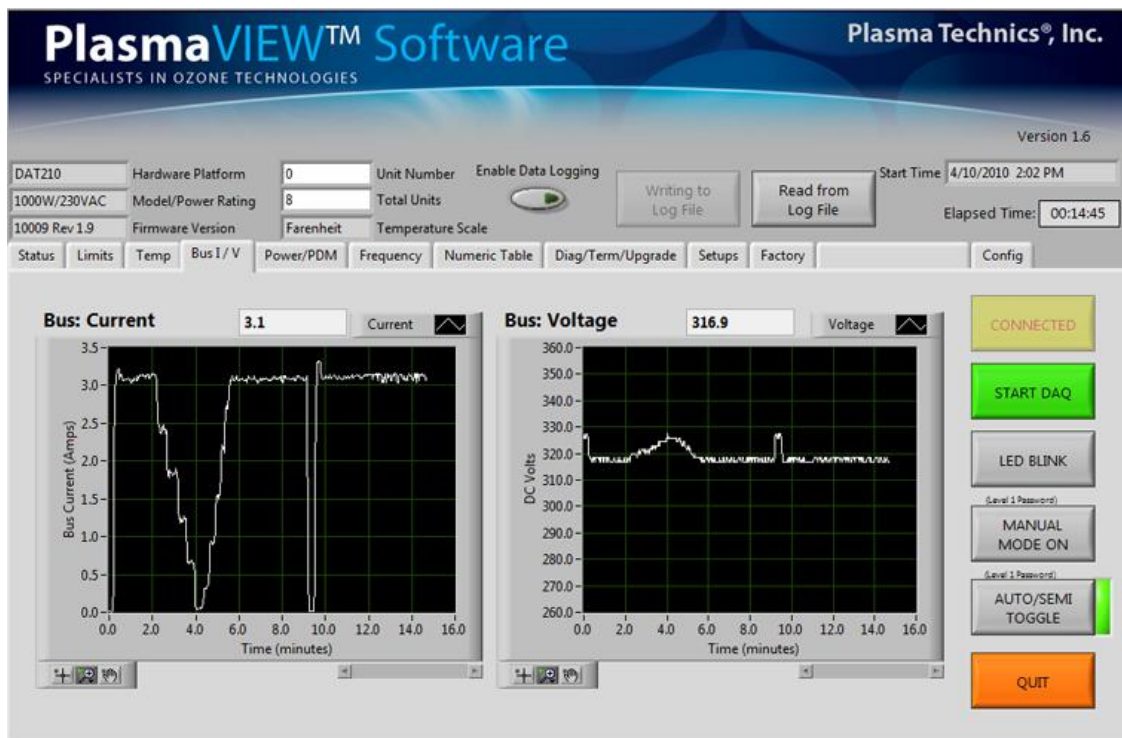 PlasmaVIEW™ Software
Plasma Technics®, Inc.
SPECIALISTS IN OZONE TECHNOLOGIES
Version 1.6
DAT210 Hardware Platform 0 Unit Number Enable Data Logging
1000W/230VAC Model/Power Rating 8 Total Units
10009 Rev 1.9 Firmware Version Farenheit Temperature Scale
Writing to
Log File
Read from
Log File
Start Time 4/10/2010 2:02 PM
Elapsed Time: 00:14:45
Status Limits Temp Bus I / V Power/PDM Frequency Numeric Table Diag/Term/Upgrade Setups Factory Config
Bus: Current 3.1 Current
3.5
3.0
2.5
2.0
1.5
1.0
0.5
0.0
Bus Current (Amps)
0.0 2.0 4.0 6.0 8.0 10.0 12.0 14.0 16.0
Time (minutes)
Bus: Voltage 316.9 Voltage
360.0
350.0
340.0
330.0
320.0
310.0
300.0
290.0
280.0
270.0
260.0
DC Volts
0.0 2.0 4.0 6.0 8.0 10.0 12.0 14.0 16.0
Time (minutes)
CONNECTED
START DAQ
LED BLINK
(Level 1 Password)
MANUAL
MODE ON
(Level 1 Password)
AUTO/SEMI
TOGGLE
QUIT